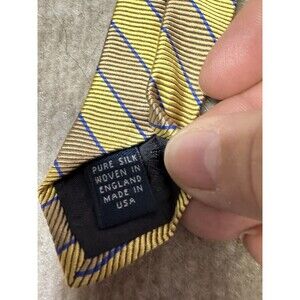 PURE SILK
WOVEN IN
ENGLAND
MADE IN
USA